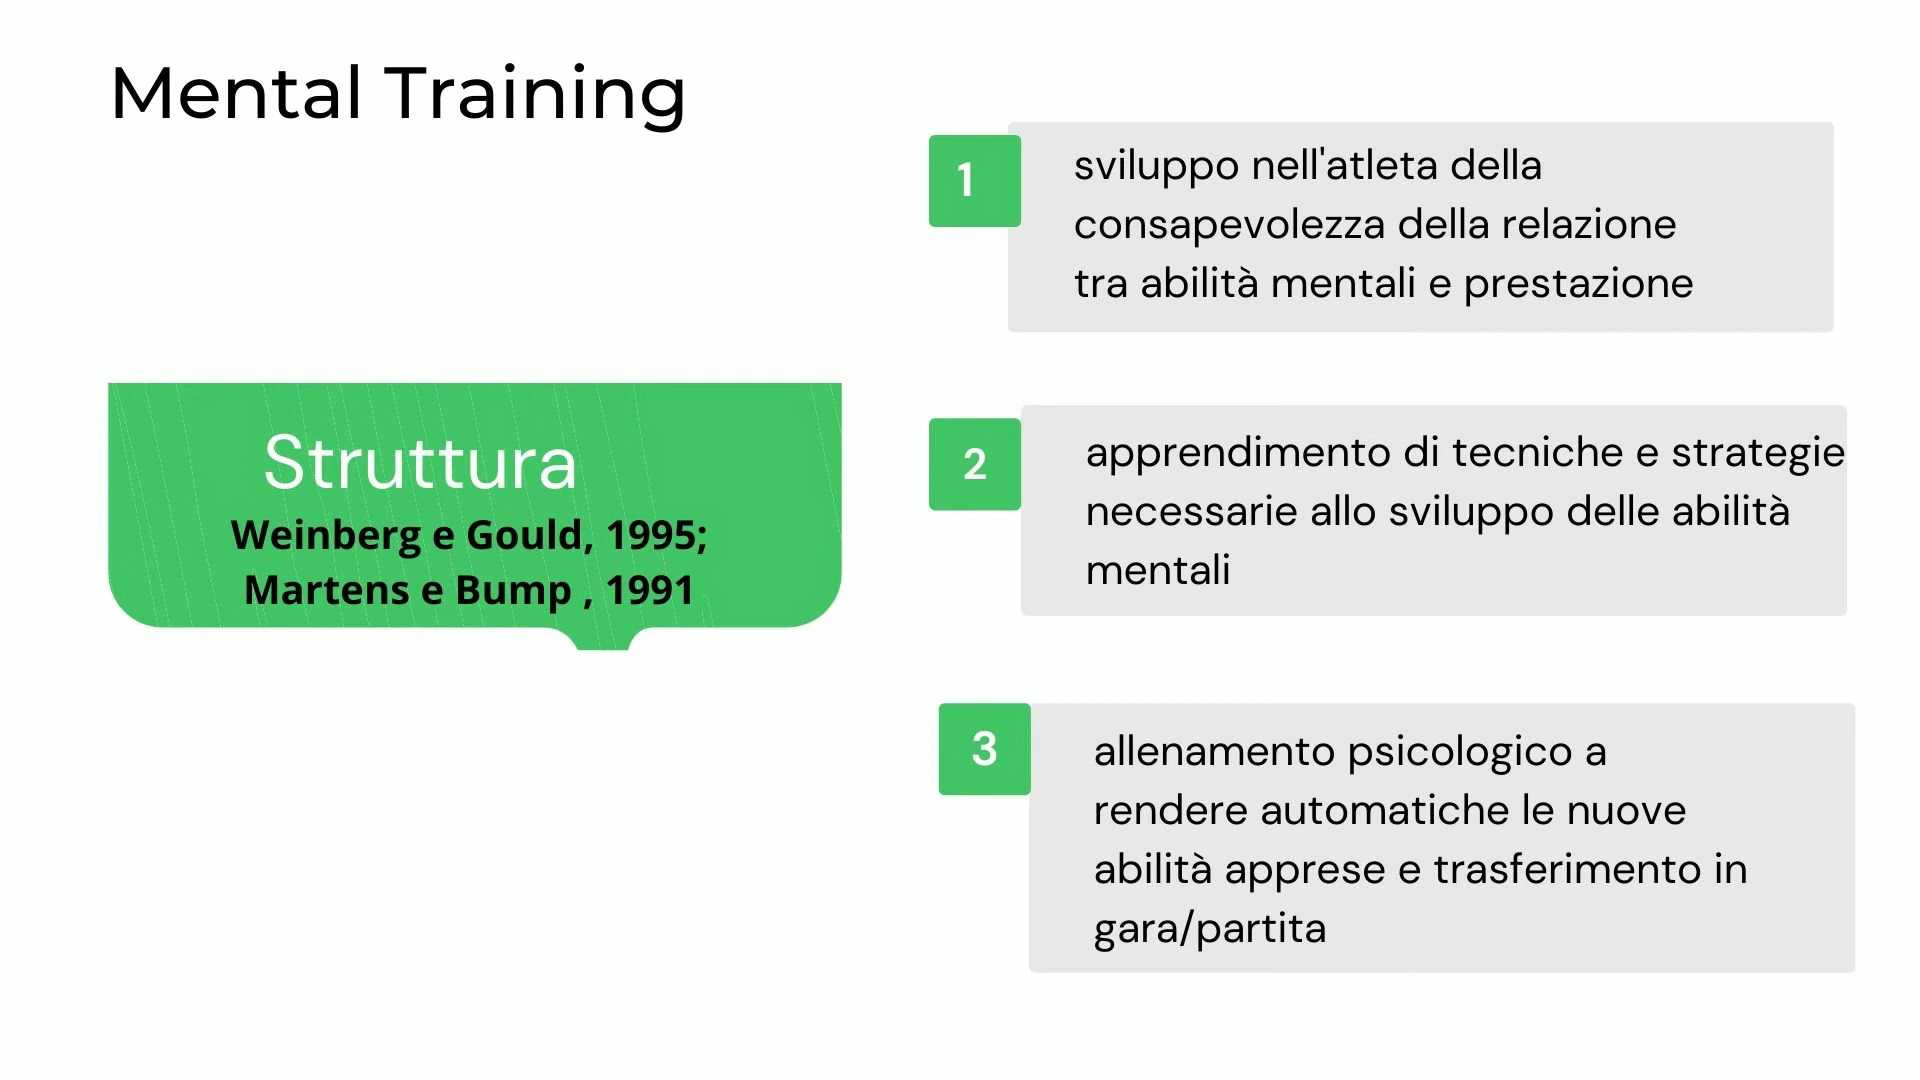 Mental Training
Struttura
Weinberg e Gould, 1995;
Martens e Bump , 1991
1
sviluppo nell'atleta della
consapevolezza della relazione
tra abilità mentali e prestazione
2
apprendimento di tecniche e strategie
necessarie allo sviluppo delle abilità
mentali
3
allenamento psicologico a
rendere automatiche le nuove
abilità apprese e trasferimento in
gara/partita